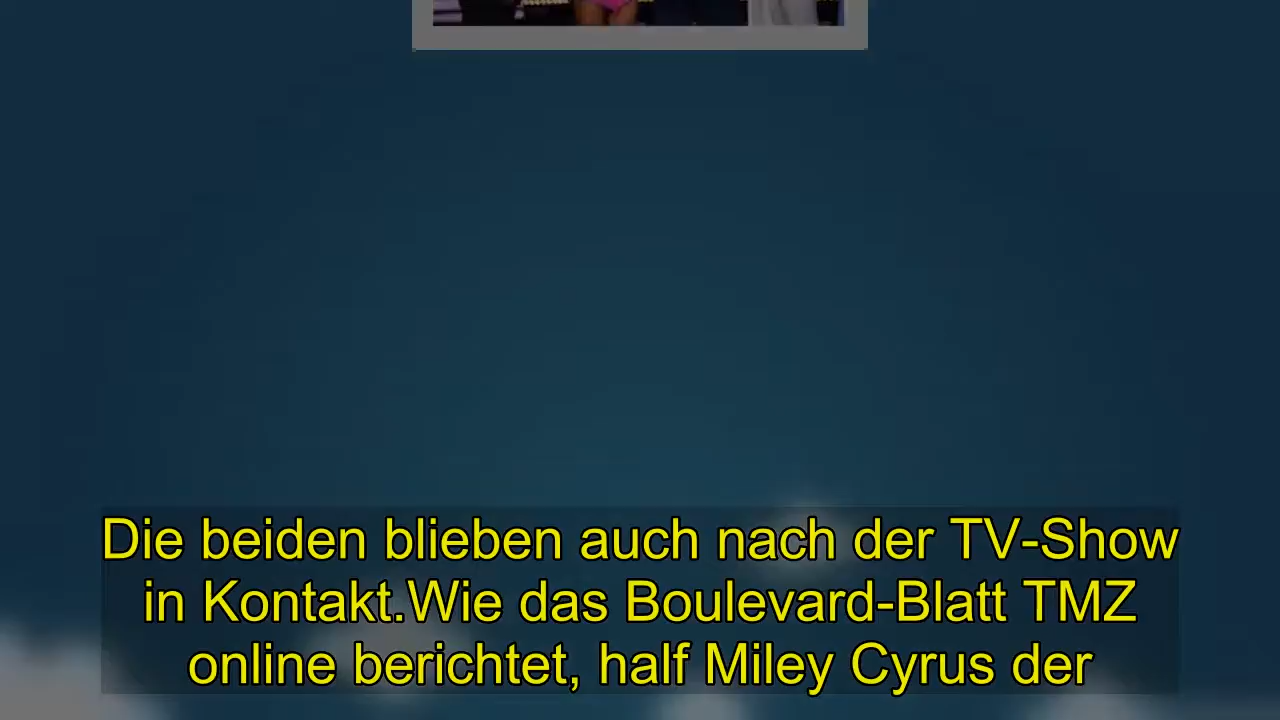 Die beiden blieben auch nach der TV-Show
in Kontakt.Wie das Boulevard-Blatt TMZ
online berichtet, half Miley Cyrus der